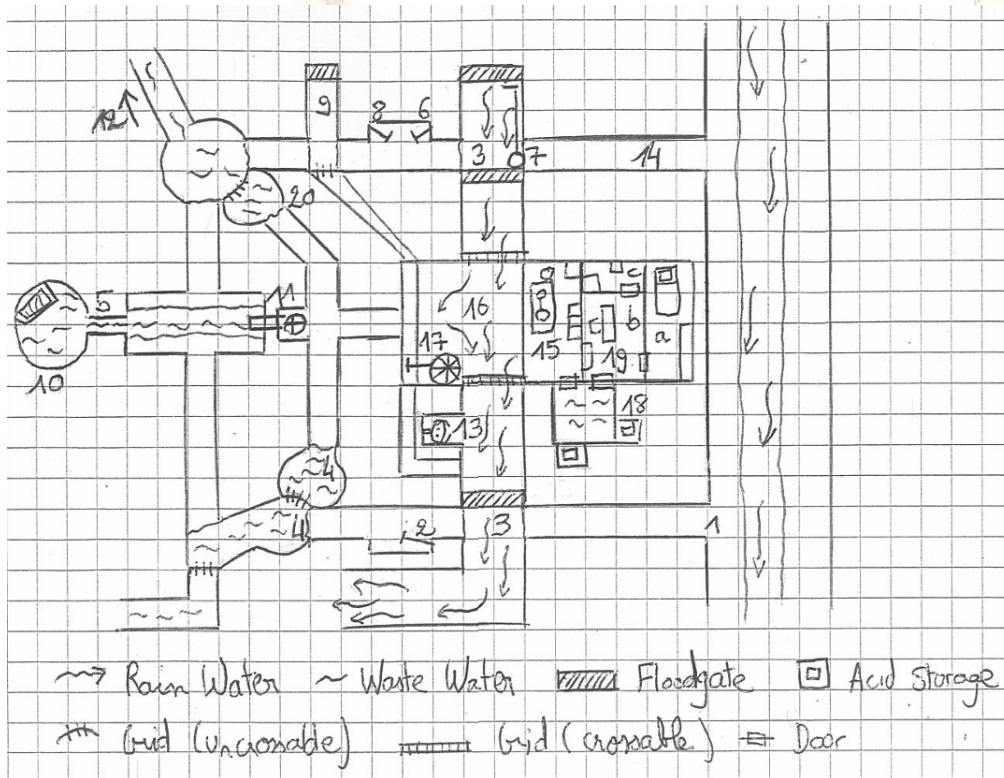 12
9
8 6
3 7 14
20
5 11
16
c
b
15 c 19 a
17
10
13
18
4
4 2 3 1
Rain Water Waste Water Floodgate Acid Storage
Grid (uncrossable) Grid (crossable) Door